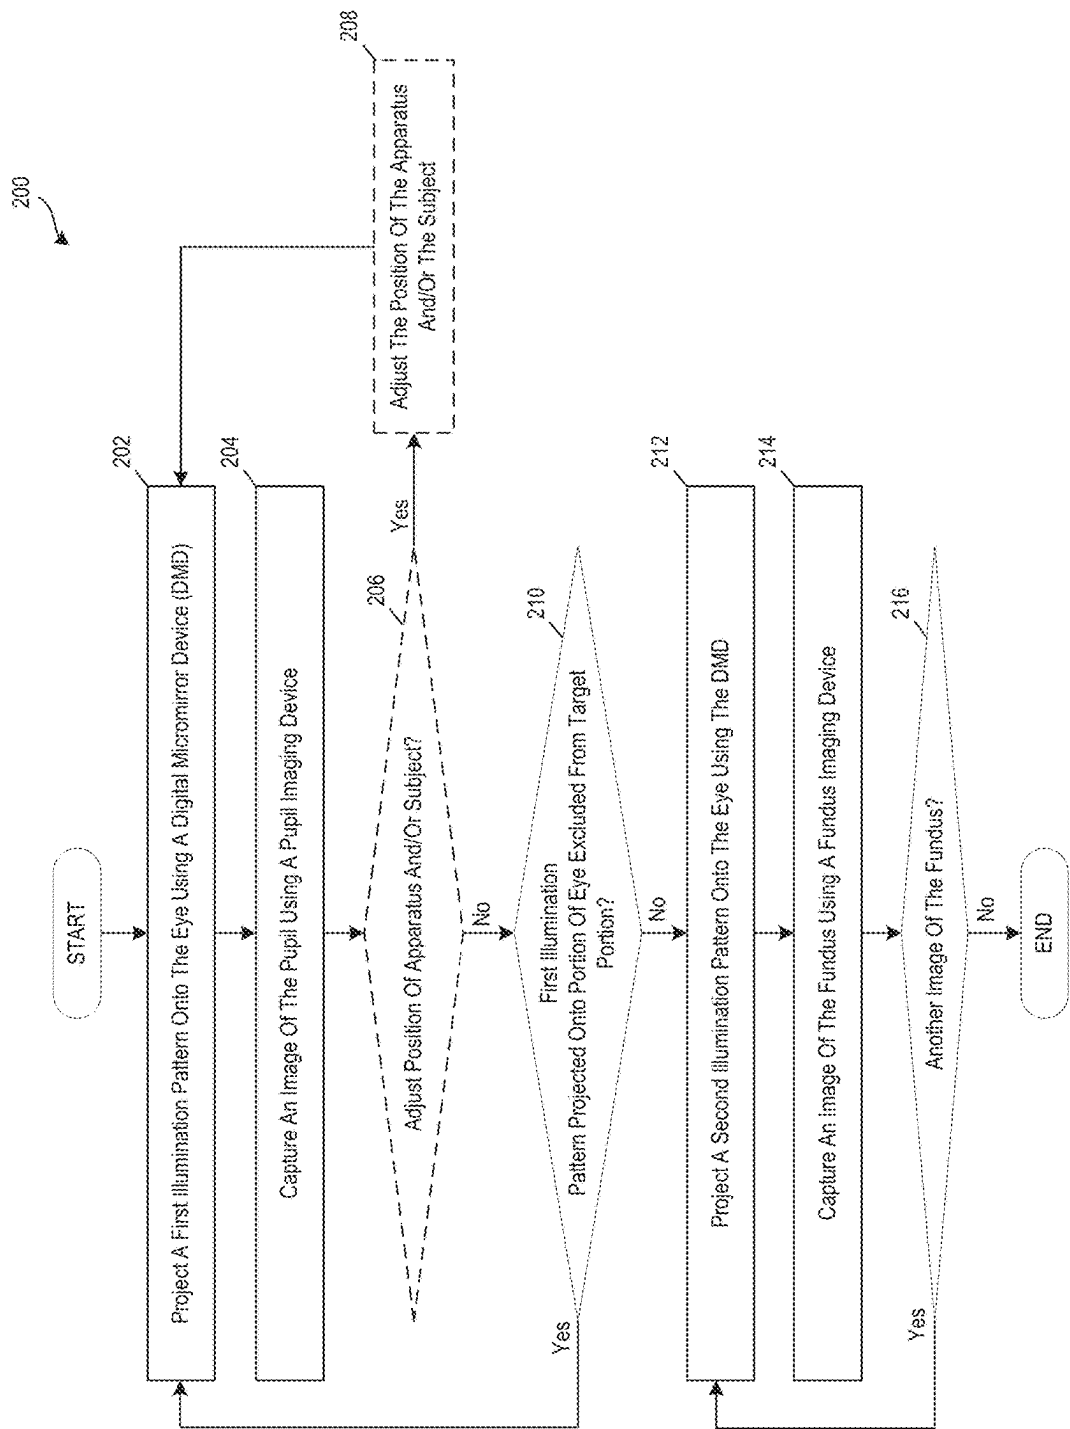 200
START
202
Project A First Illumination Pattern Onto The Eye Using A Digital Micromirror Device (DMD)
204
Capture An Image Of The Pupil Using A Pupil Imaging Device
206
Adjust Position Of Apparatus And/Or Subject?
Yes
208
Adjust The Position Of The Apparatus
And/Or The Subject
No
210
First Illumination
Pattern Projected Onto Portion Of Eye Excluded From Target
Portion?
Yes
No
212
Project A Second Illumination Pattern Onto The Eye Using The DMD
214
Capture An Image Of The Fundus Using A Fundus Imaging Device
216
Another Image Of The Fundus?
Yes
No
END